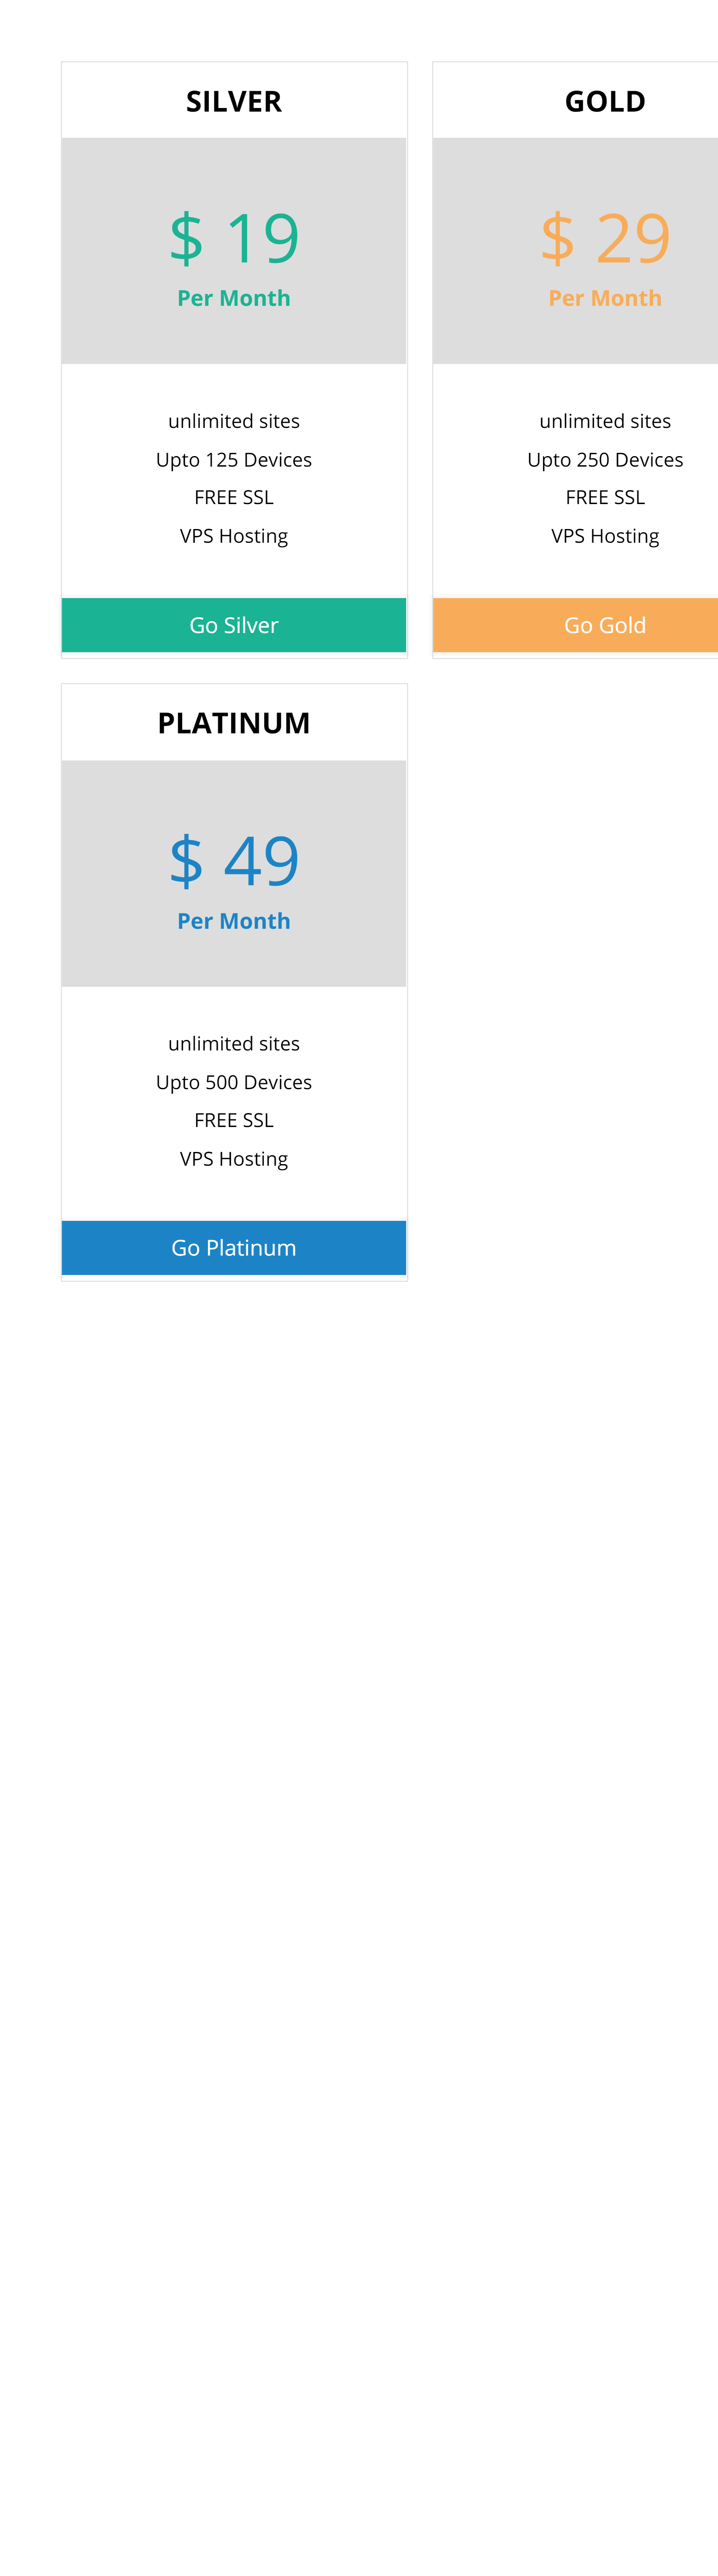 SILVER
$ 19
Per Month
unlimited sites
Upto 125 Devices
FREE SSL
VPS Hosting
Go Silver
GOLD
$ 29
Per Month
unlimited sites
Upto 250 Devices
FREE SSL
VPS Hosting
Go Gold
PLATINUM
$ 49
Per Month
unlimited sites
Upto 500 Devices
FREE SSL
VPS Hosting
Go Platinum